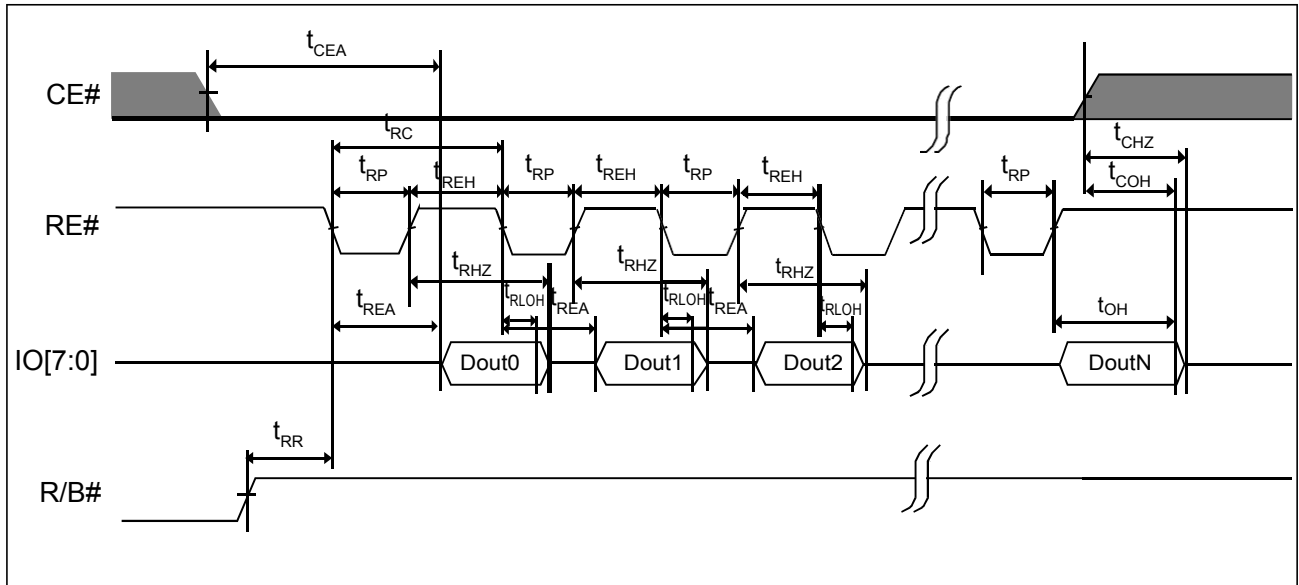 tCEA
CE#
tRC
tCHZ
tRP tREH tRP tREH tRP tREH tRP tCOH
RE#
tRHZ tRHZ tRHZ
tREA tRLOH tREA tRLOH tREA tRLOH tOH
IO[7:0] Dout0 Dout1 Dout2 DoutN
tRR
R/B#